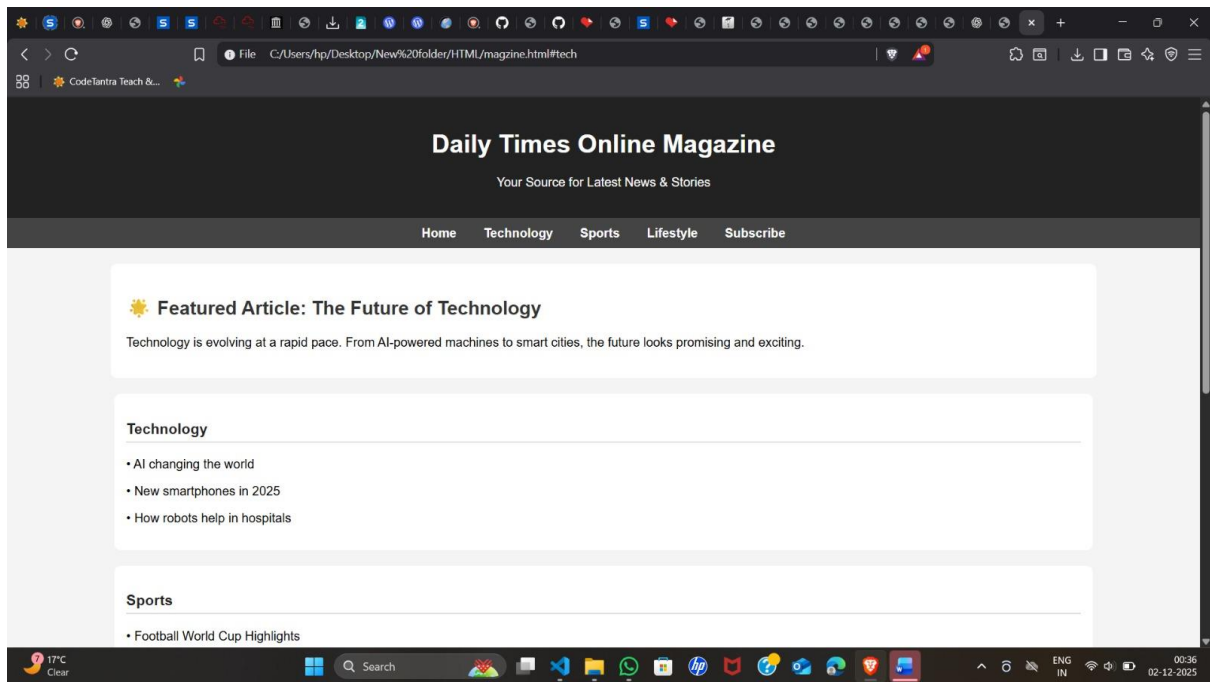 File C:/Users/hp/Desktop/New%20folder/HTML/magzine.html#tech
CodeTantra Teach &...
Daily Times Online Magazine
Your Source for Latest News & Stories
Home Technology Sports Lifestyle Subscribe
Featured Article: The Future of Technology
Technology is evolving at a rapid pace. From AI-powered machines to smart cities, the future looks promising and exciting.
Technology
• AI changing the world
• New smartphones in 2025
• How robots help in hospitals
Sports
• Football World Cup Highlights
7 17°C
Clear
Search
ENG
IN
00:36
02-12-2025